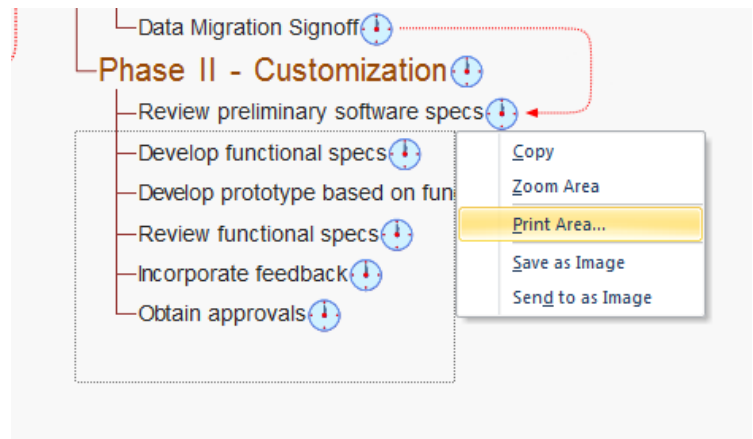 Data Migration Signoff
Phase II - Customization
Review preliminary software specs
Develop functional specs
Develop prototype based on fun
Review functional specs
Incorporate feedback
Obtain approvals
Copy
Zoom Area
Print Area...
Save as Image
Send to as Image